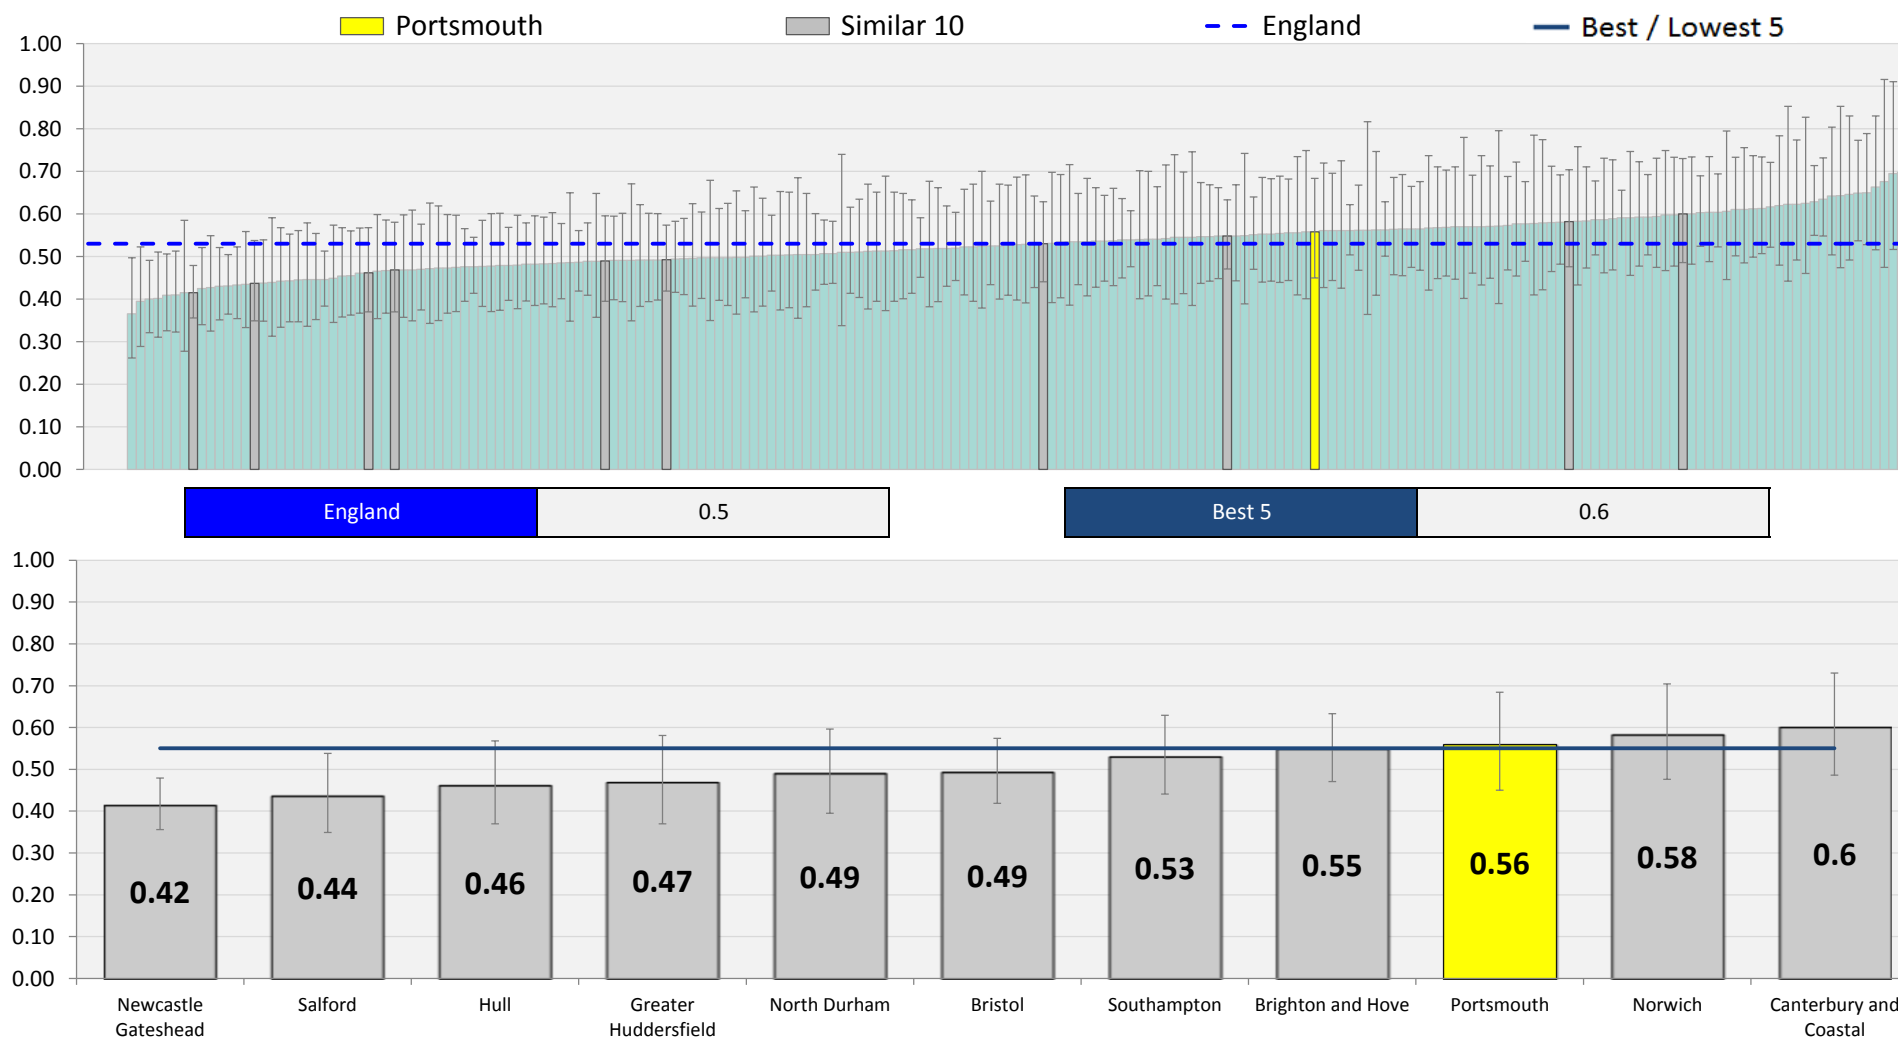 Portsmouth
Similar 10
England
Best / Lowest 5
1.00
0.90
0.80
0.70
0.60
0.50
0.40
0.30
0.20
0.10
0.00
England 0.5
Best 5 0.6
1.00
0.90
0.80
0.70
0.60
0.50
0.40
0.30
0.20
0.10
0.00
0.42
0.44
0.46
0.47
0.49
0.49
0.53
0.55
0.56
0.58
0.6
Newcastle
Gateshead
Salford
Hull
Greater
Huddersfield
North Durham
Bristol
Southampton
Brighton and Hove
Portsmouth
Norwich
Canterbury and
Coastal